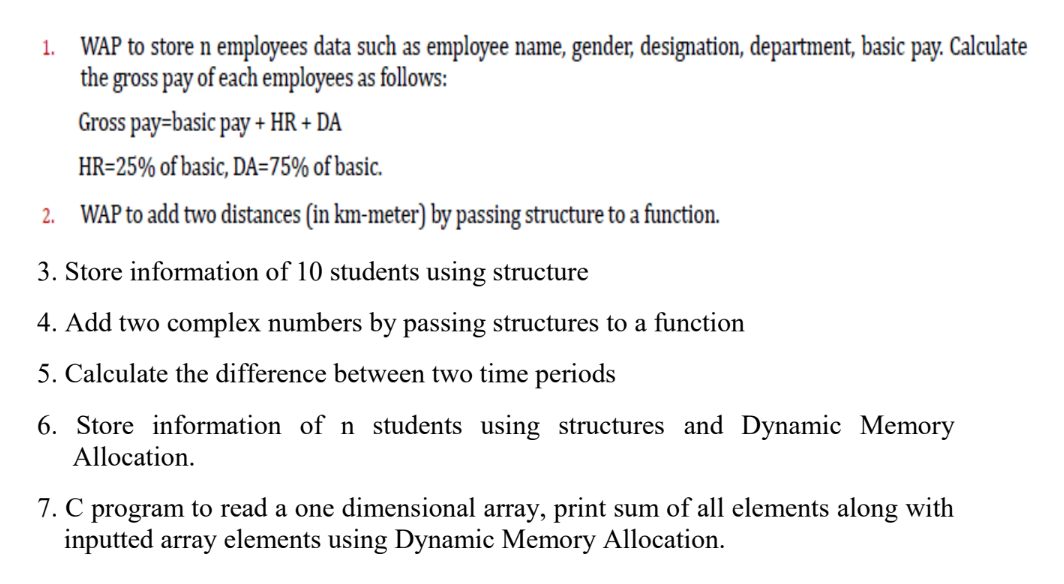 1. WAP to store n employees data such as employee name, gender, designation, department, basic pay. Calculate
the gross pay of each employees as follows:
Gross pay=basic pay + HR + DA
HR=25% of basic, DA=75% of basic.
2. WAP to add two distances (in km-meter) by passing structure to a function.
3. Store information of 10 students using structure
4. Add two complex numbers by passing structures to a function
5. Calculate the difference between two time periods
6. Store information of n students using structures and Dynamic Memory
Allocation.
7. C program to read a one dimensional array, print sum of all elements along with
inputted array elements using Dynamic Memory Allocation.